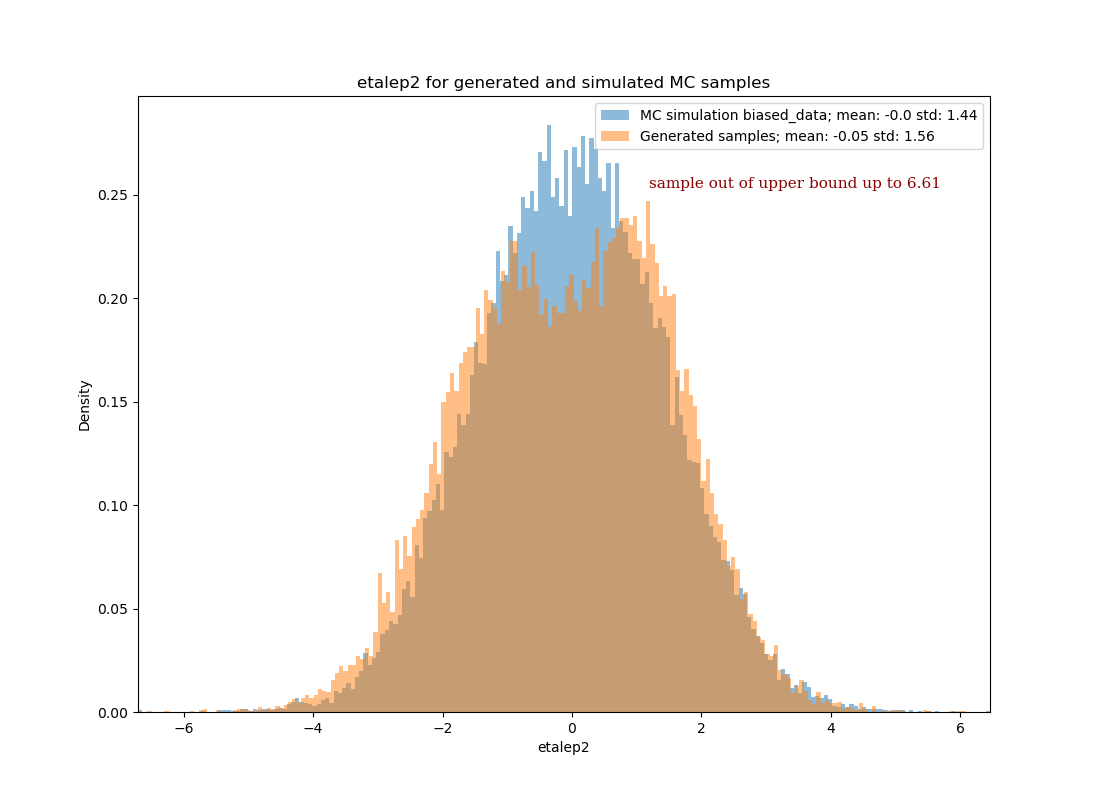 etalep2 for generated and simulated MC samples
MC simulation biased_data; mean: -0.0 std: 1.44
Generated samples; mean: -0.05 std: 1.56
sample out of upper bound up to 6.61
Density
0.25
0.20
0.15
0.10
0.05
0.00
−6 −4 −2 0 2 4 6
etalep2